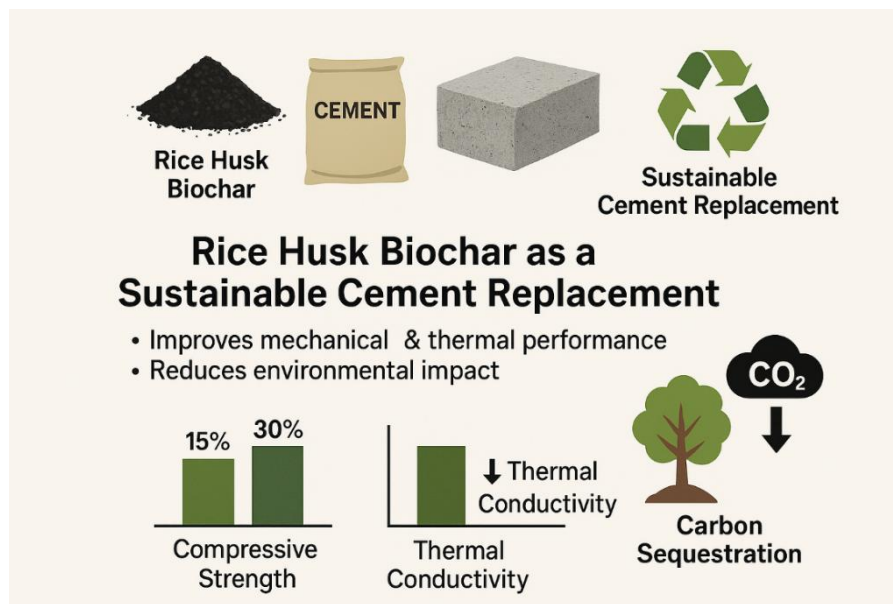 Rice Husk
Biochar
CEMENT
Sustainable
Cement Replacement
Rice Husk Biochar as a
Sustainable Cement Replacement
• Improves mechanical & thermal performance
• Reduces environmental impact
15%
30%
Compressive
Strength
↓ Thermal
Conductivity
Thermal
Conductivity
CO₂
Carbon
Sequestration